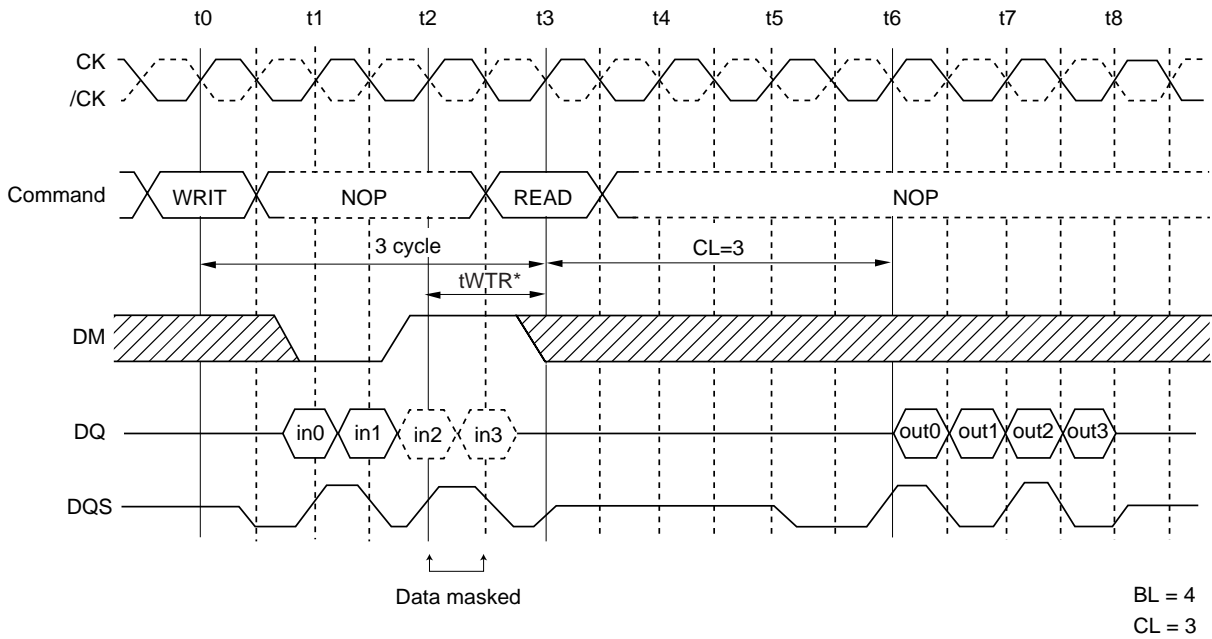 t0 t1 t2 t3 t4 t5 t6 t7 t8
CK
/CK
Command WRIT NOP READ NOP
3 cycle CL=3
tWTR*
DM
DQ in0 in1 in2 in3 out0 out1 out2 out3
DQS
Data masked
BL = 4
CL = 3